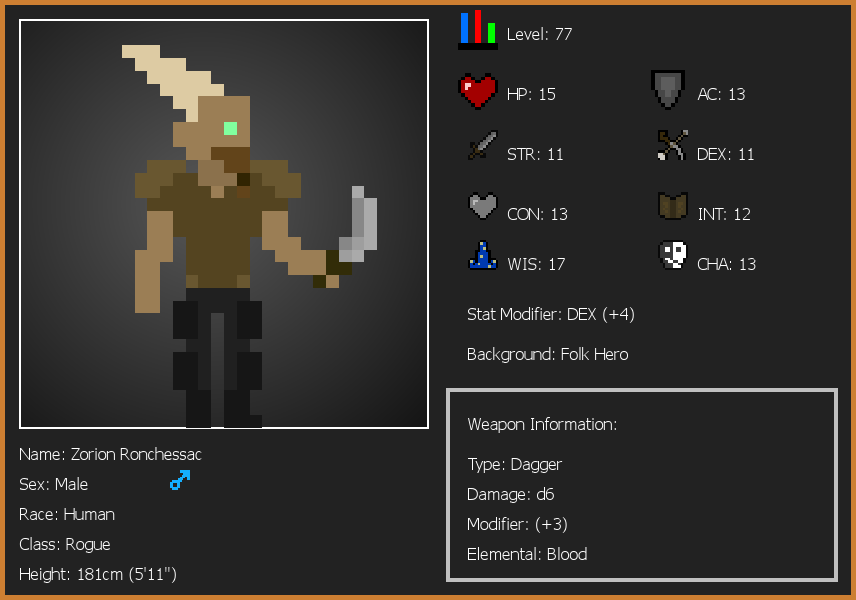 Level: 77
HP: 15
AC: 13
STR: 11
DEX: 11
CON: 13
INT: 12
WIS: 17
CHA: 13
Stat Modifier: DEX (+4)
Background: Folk Hero
Weapon Information:
Type: Dagger
Damage: d6
Modifier: (+3)
Elemental: Blood
Name: Zorion Ronchessac
Sex: Male
Race: Human
Class: Rogue
Height: 181cm (5'11")